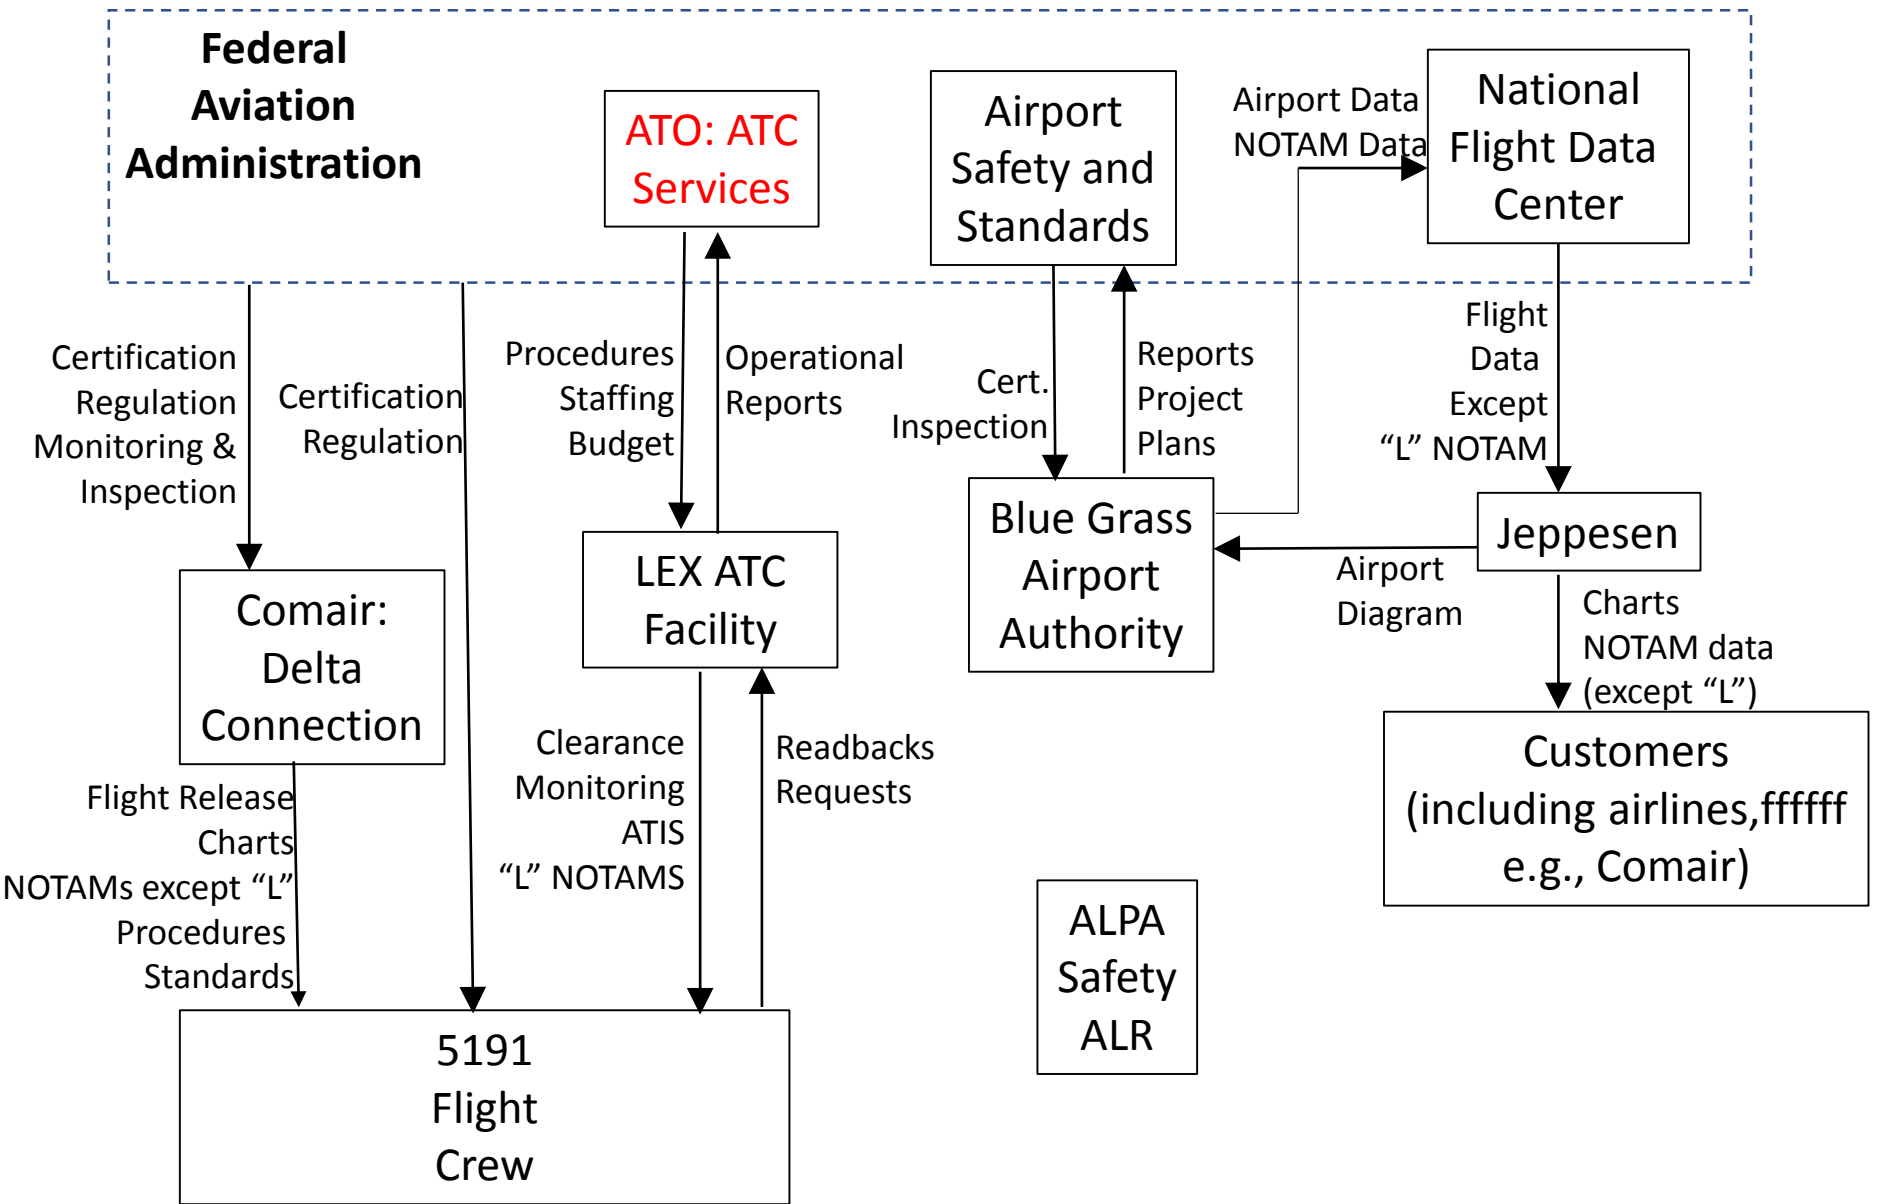 Federal
Aviation
Administration
ATO: ATC
Services
Airport
Safety and
Standards
Airport Data
NOTAM Data
National
Flight Data
Center
Certification
Regulation
Monitoring &
Inspection
Certification
Regulation
Procedures
Staffing
Budget
Operational
Reports
Cert.
Inspection
Reports
Project
Plans
Flight
Data
Except
“L” NOTAM
Comair:
Delta
Connection
LEX ATC
Facility
Blue Grass
Airport
Authority
Jeppesen
Airport
Diagram
Charts
NOTAM data
(except “L”)
Flight Release
Charts
NOTAMs except “L”
Procedures
Standards
Clearance
Monitoring
ATIS
“L” NOTAMS
Readbacks
Requests
Customers
(including airlines,ffffff
e.g., Comair)
ALPA
Safety
ALR
5191
Flight
Crew